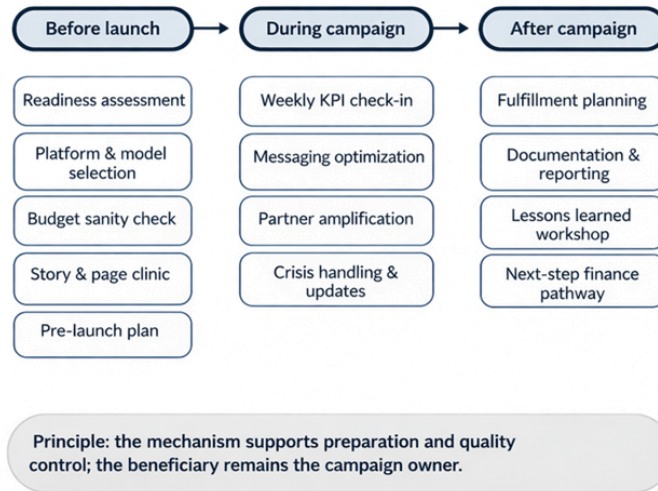 Before launch
During campaign
After campaign
Readiness assessment
Platform & model
selection
Budget sanity check
Story & page clinic
Pre-launch plan
Weekly KPI check-in
Messaging optimization
Partner amplification
Crisis handling &
updates
Fulfillment planning
Documentation &
reporting
Lessons learned
workshop
Next-step finance
pathway
Principle: the mechanism supports preparation and quality
control; the beneficiary remains the campaign owner.